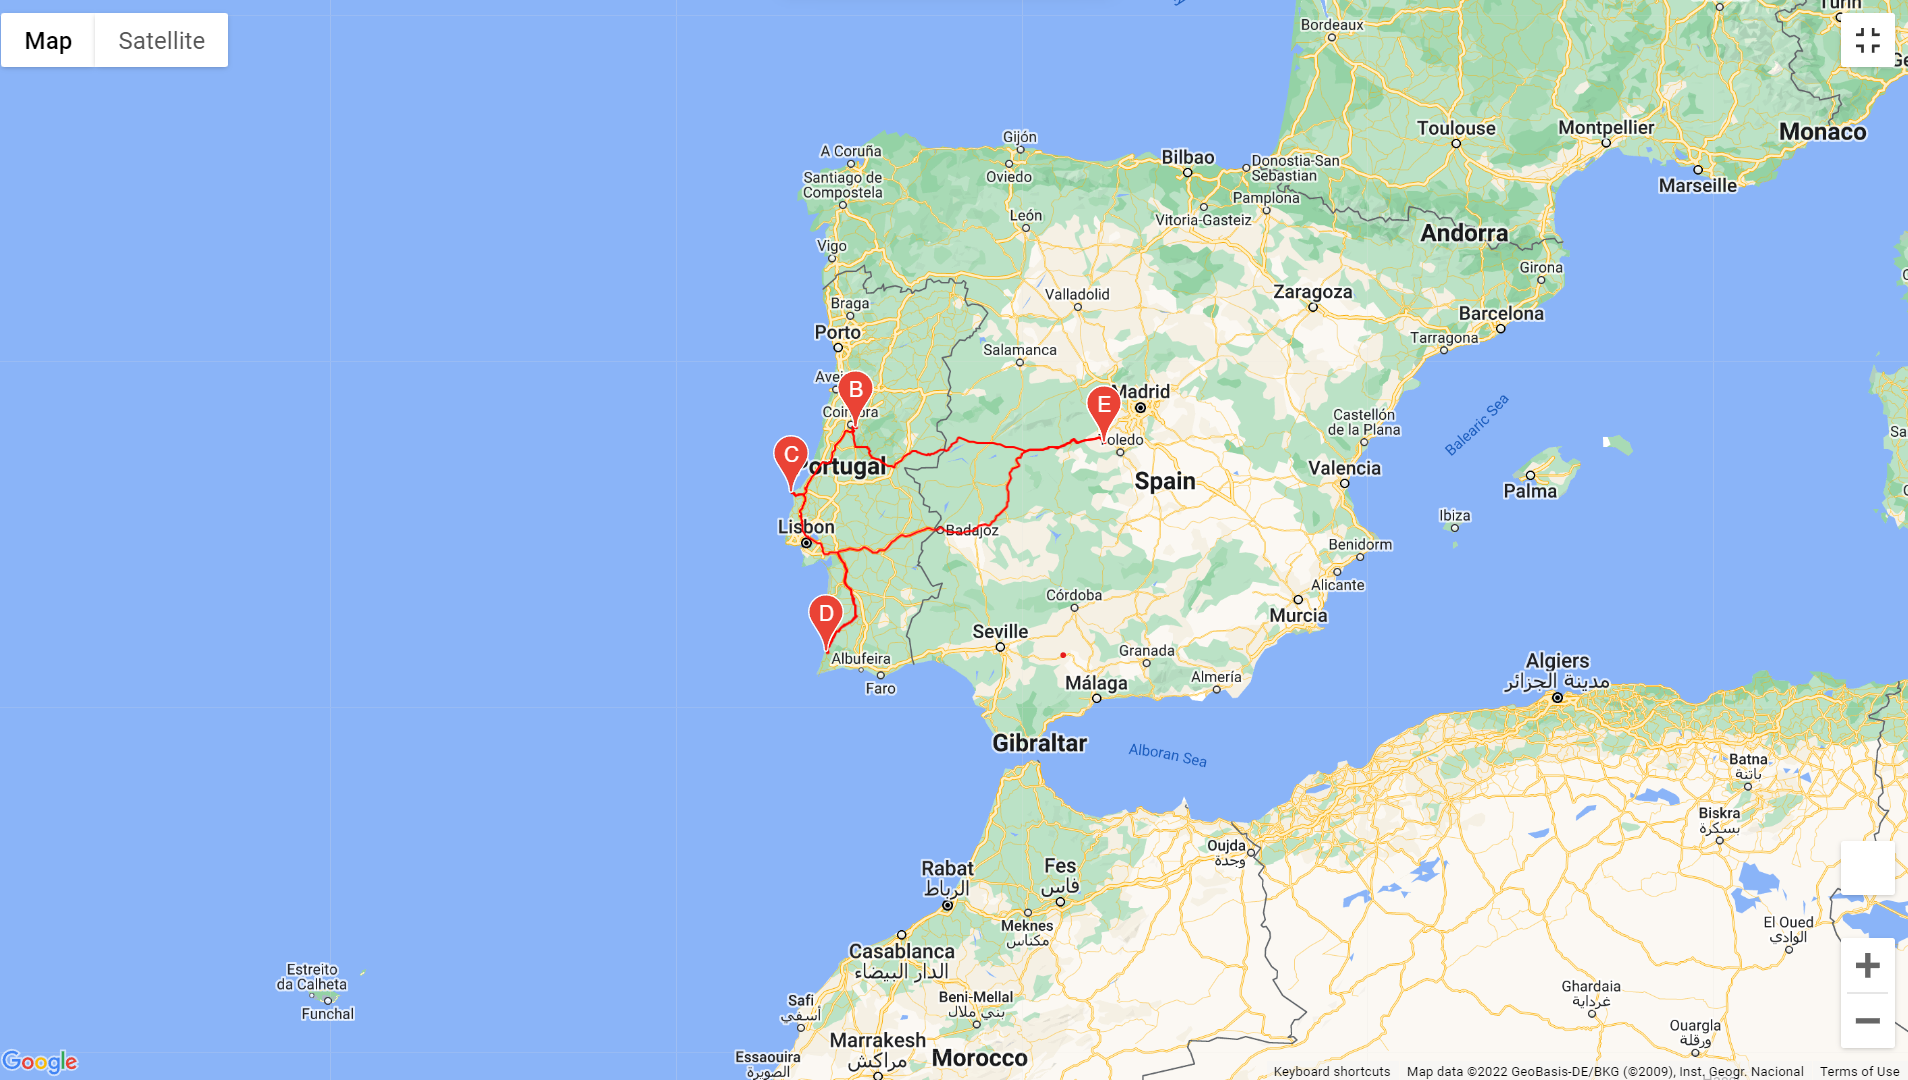 Map
Satellite
Bordeaux
Turin
Toulouse
Montpellier
Monaco
Marseille
Gijón
A Coruña
Oviedo
Bilbao
Donostia-San
Sebastian
Santiago de
Compostela
Pamplona
Vitoria-Gasteiz
León
Andorra
Vigo
Girona
Valladolid
Zaragoza
Braga
Barcelona
Porto
Tarragona
Salamanca
B
Madrid
E
Coimbra
Castellón
de la Plana
Balearic Sea
Toledo
C
Portugal
Valencia
Spain
Palma
Lisbon
Badajoz
Ibiza
Benidorm
Alicante
Córdoba
D
Murcia
Seville
Albufeira
Granada
Faro
Málaga
Almería
Algiers
مدينة الجزائر
Gibraltar
Alboran Sea
Batna
باتنة
Biskra
بسكرة
Oujda
وجدة
Rabat
الرباط
Fes
فاس
Meknes
مكناس
El Oued
الوادي
Casablanca
الدار البيضاء
Estreito
da Calheta
Funchal
Safi
أسفي
Beni-Mellal
بني ملال
Ghardaia
غرداية
Ouargla
ورقلة
Marrakesh
مراكش
Morocco
Essaouira
الصويرة
Google
Keyboard shortcuts
Map data ©2022 GeoBasis-DE/BKG (©2009), Inst. Geogr. Nacional
Terms of Use